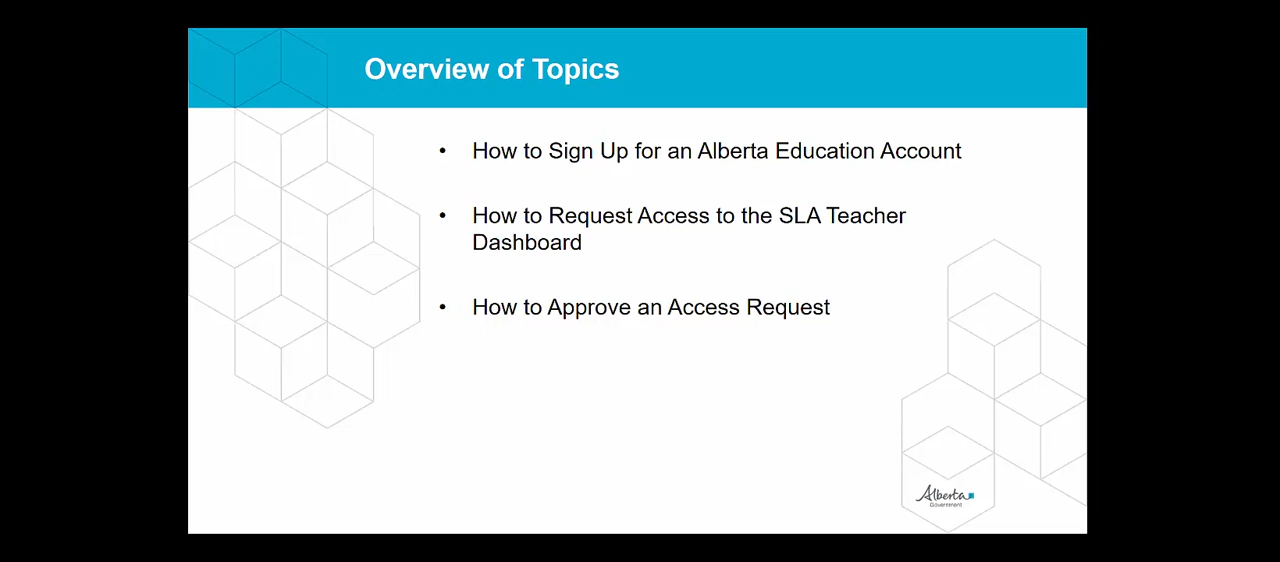 Overview of Topics
• How to Sign Up for an Alberta Education Account
• How to Request Access to the SLA Teacher
Dashboard
• How to Approve an Access Request
Alberta
Government